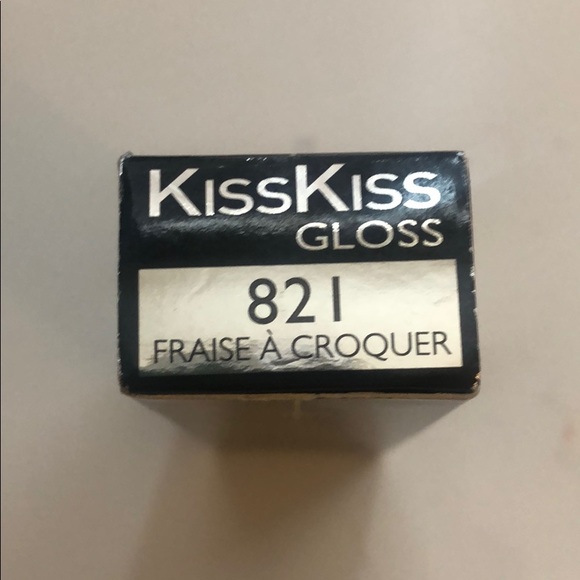 KISSKISS
GLOSS
821
FRAISE À CROQUER